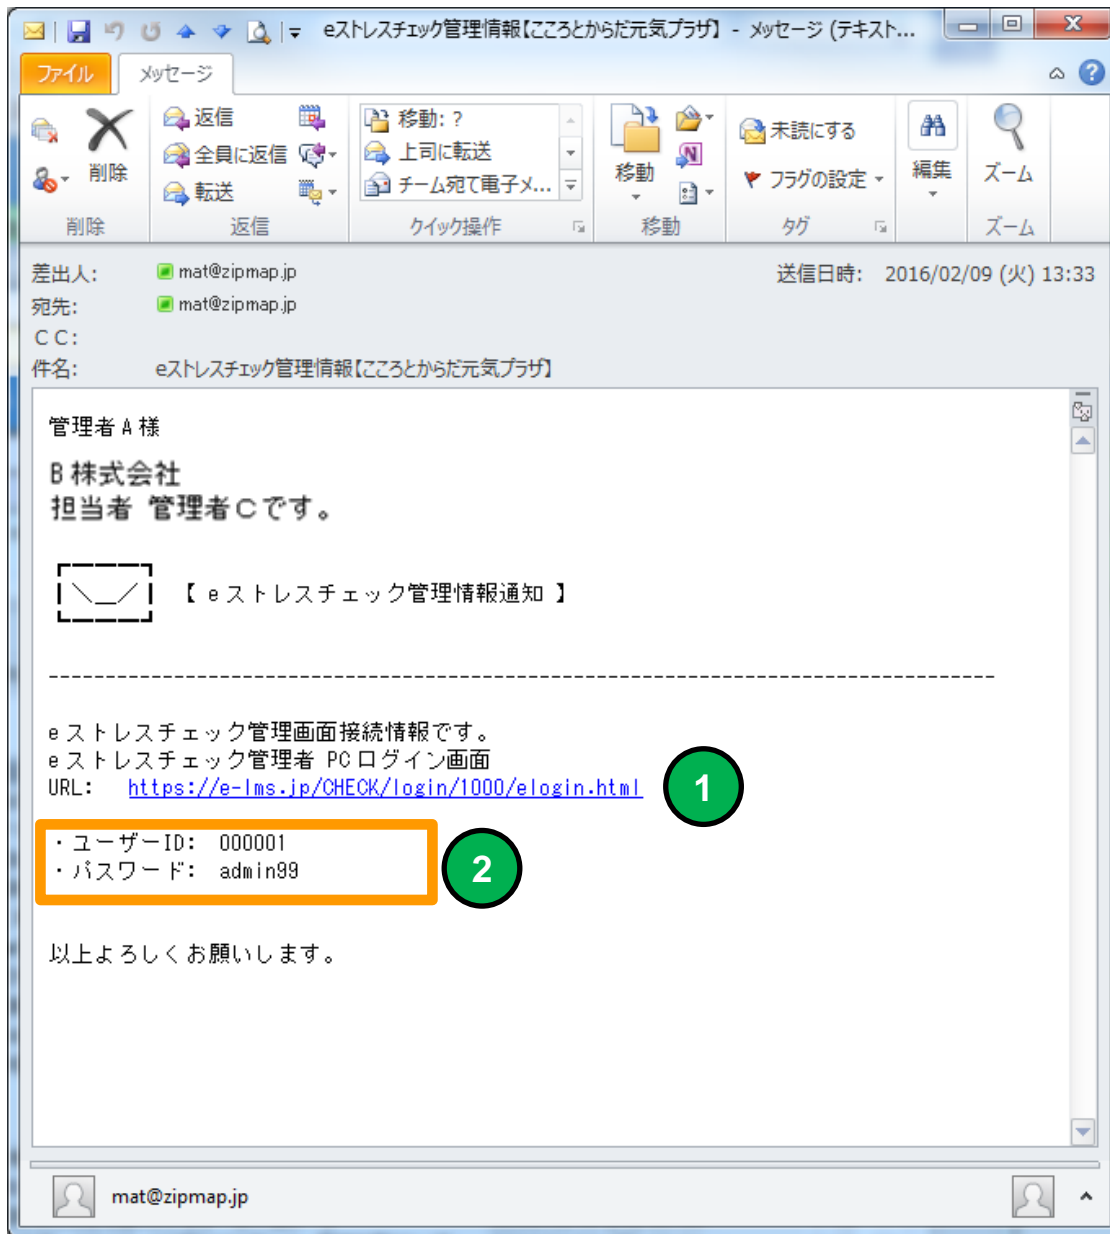 eストレスチェック管理情報【こころとからだ元気プラザ】 - メッセージ (テキスト...
ファイル メッセージ
削除
返信
全員に返信
転送
移動: ?
上司に転送
チーム宛て電子メ...
移動
未読にする
フラグの設定
編集
ズーム
削除 返信 クイック操作 移動 タグ ズーム
差出人: mat@zipmap.jp 送信日時: 2016/02/09 (火) 13:33
宛先: mat@zipmap.jp
CC:
件名: eストレスチェック管理情報【こころとからだ元気プラザ】
管理者A様
B株式会社
担当者 管理者Cです。
【 eストレスチェック管理情報通知 】
--------------------------------------------------------------------------------
eストレスチェック管理画面接続情報です。
eストレスチェック管理者 PCログイン画面
URL: https://e-lms.jp/CHECK/login/1000/elogin.html
1
・ユーザーID: 000001
・パスワード: admin99
2
以上よろしくお願いします。
mat@zipmap.jp